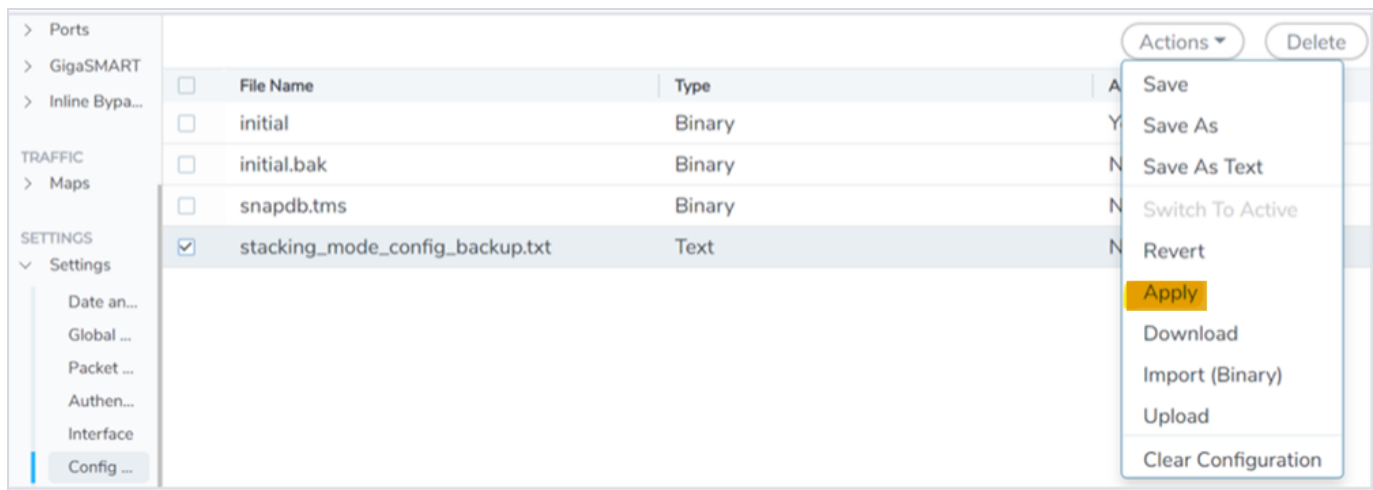 Ports
GigaSMART
Inline Bypa...
TRAFFIC
Maps
SETTINGS
Settings
Date an...
Global ...
Packet ...
Authen...
Interface
Config ...
Actions Delete
File Name Type A
initial Binary Y
initial.bak Binary N
snapdb.tms Binary N
stacking_mode_config_backup.txt Text N
Save
Save As
Save As Text
Switch To Active
Revert
Apply
Download
Import (Binary)
Upload
Clear Configuration